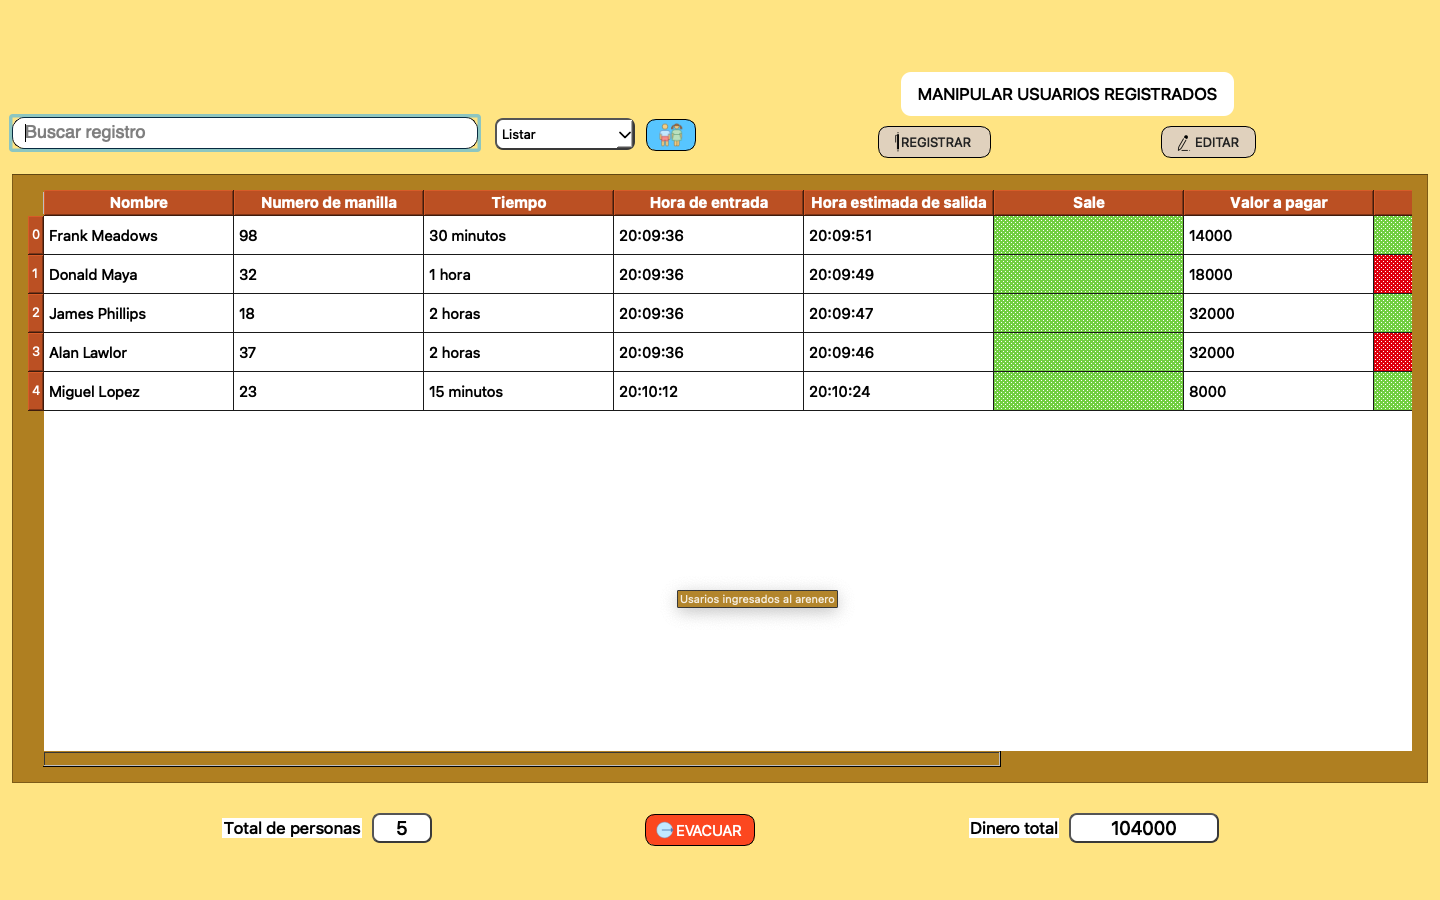 MANIPULAR USUARIOS REGISTRADOS
Buscar registro
Listar
REGISTRAR
EDITAR
Nombre Numero de manilla Tiempo Hora de entrada Hora estimada de salida Sale Valor a pagar
0 Frank Meadows 98 30 minutos 20:09:36 20:09:51 14000
1 Donald Maya 32 1 hora 20:09:36 20:09:49 18000
2 James Phillips 18 2 horas 20:09:36 20:09:47 32000
3 Alan Lawlor 37 2 horas 20:09:36 20:09:46 32000
4 Miguel Lopez 23 15 minutos 20:10:12 20:10:24 8000
Usarios ingresados al arenero
Total de personas 5
EVACUAR
Dinero total 104000